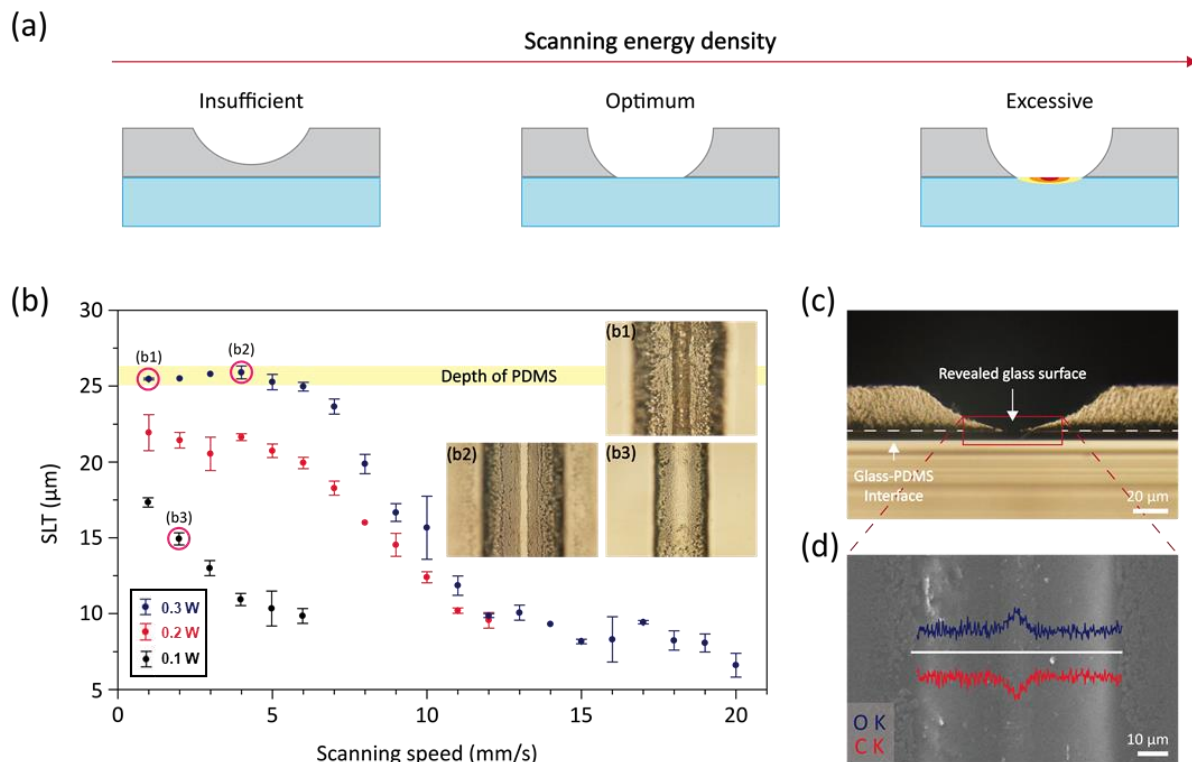 (a)
Scanning energy density
Insufficient
Optimum
Excessive
(b)
30
25
20
15
10
5
SLT (µm)
0
5
10
15
20
Scanning speed (mm/s)
(b1)
(b2)
(b3)
Depth of PDMS
(b1)
(b2)
(b3)
0.3 W
0.2 W
0.1 W
(c)
Revealed glass surface
Glass-PDMS
Interface
20 µm
(d)
O K
C K
10 µm